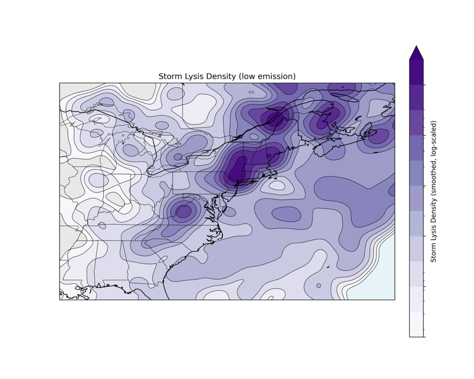 Storm Lysis Density (low emission)
Storm Lysis Density (smoothed, log-scaled)